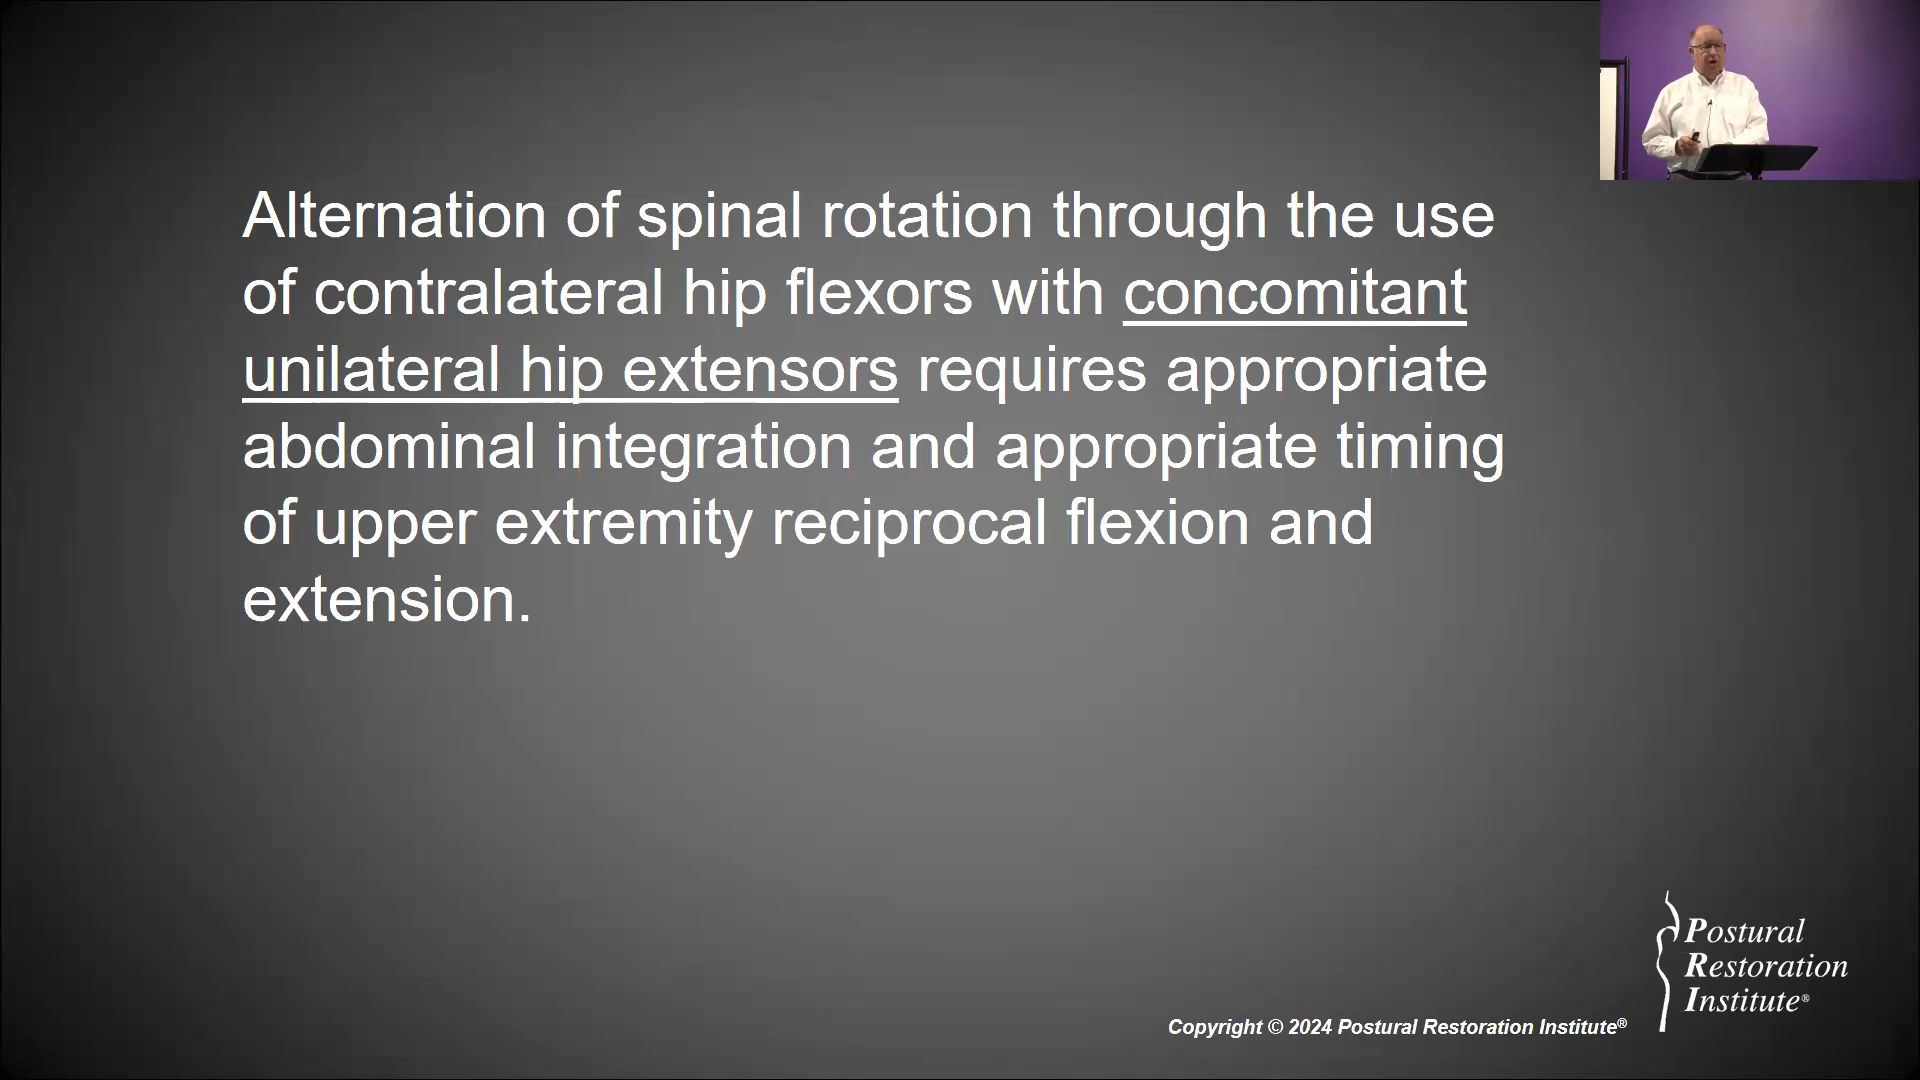 Alternation of spinal rotation through the use
of contralateral hip flexors with concomitant
unilateral hip extensors requires appropriate
abdominal integration and appropriate timing
of upper extremity reciprocal flexion and
extension.
Postural
Restoration
Institute®
Copyright © 2024 Postural Restoration Institute®